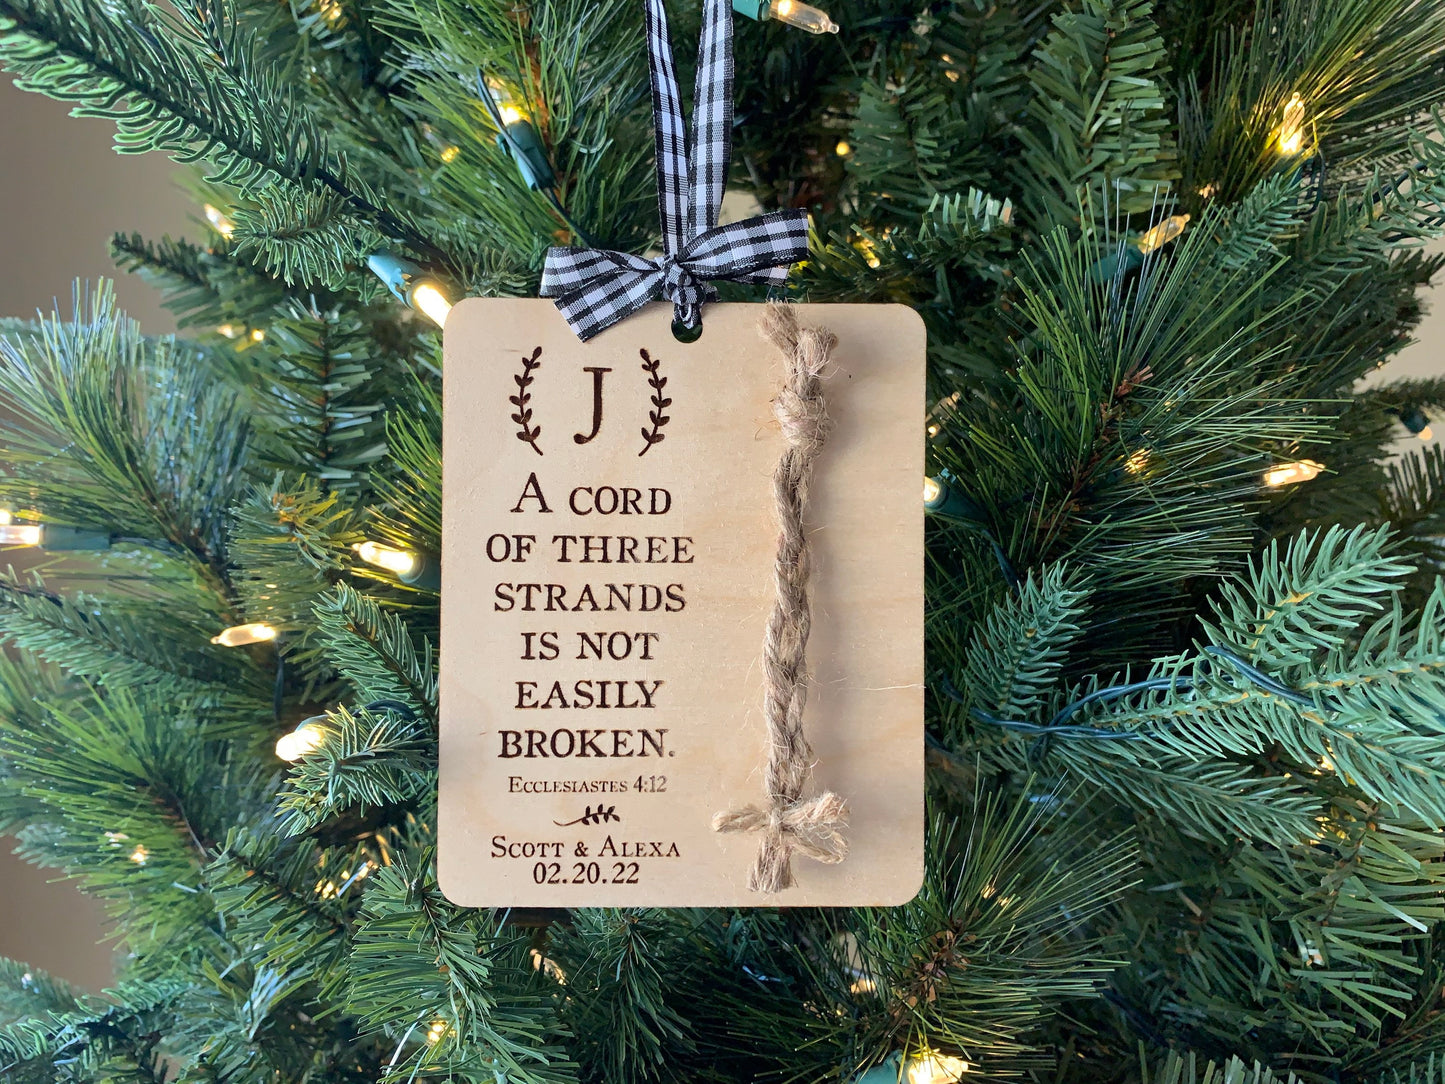 J
A CORD
OF THREE
STRANDS
IS NOT
EASILY
BROKEN.
ECCLESIASTES 4:12
SCOTT & ALEXA
02.20.22